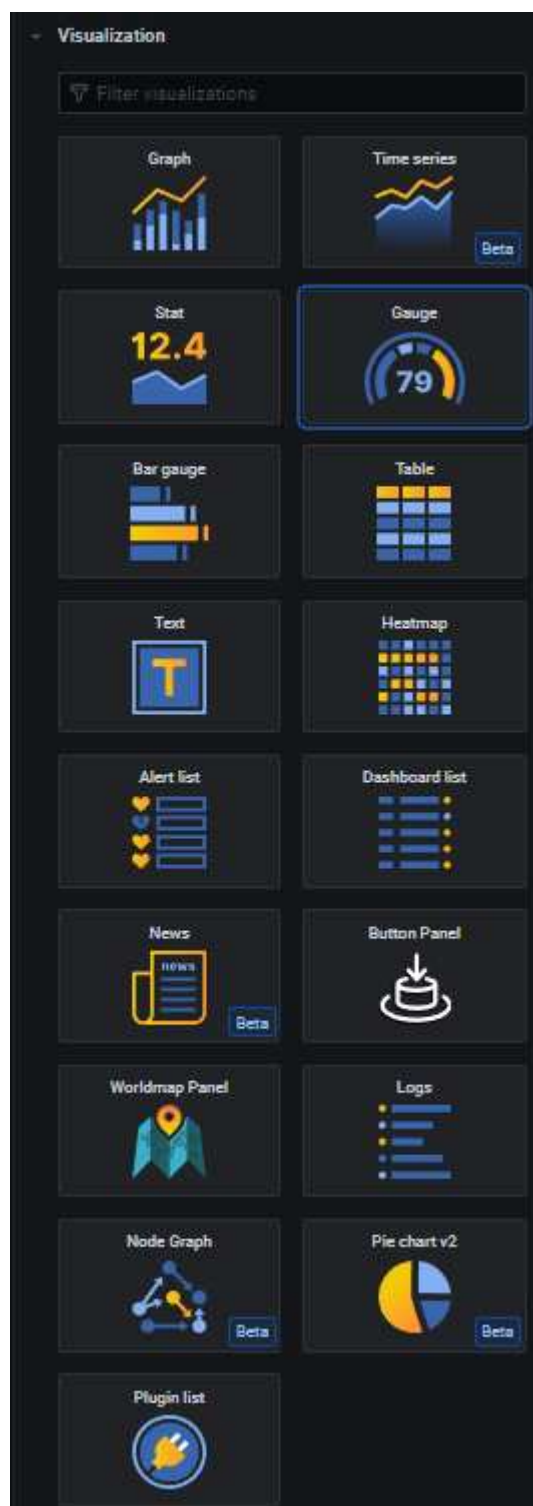 Visualization
Filter visualizations
Graph
Time series
Beta
Stat
12.4
Gauge
79
Bar gauge
Table
Text
T
Heatmap
Alert list
Dashboard list
News
news
Beta
Button Panel
Worldmap Panel
Logs
Node Graph
Beta
Pie chart v2
Beta
Plugin list